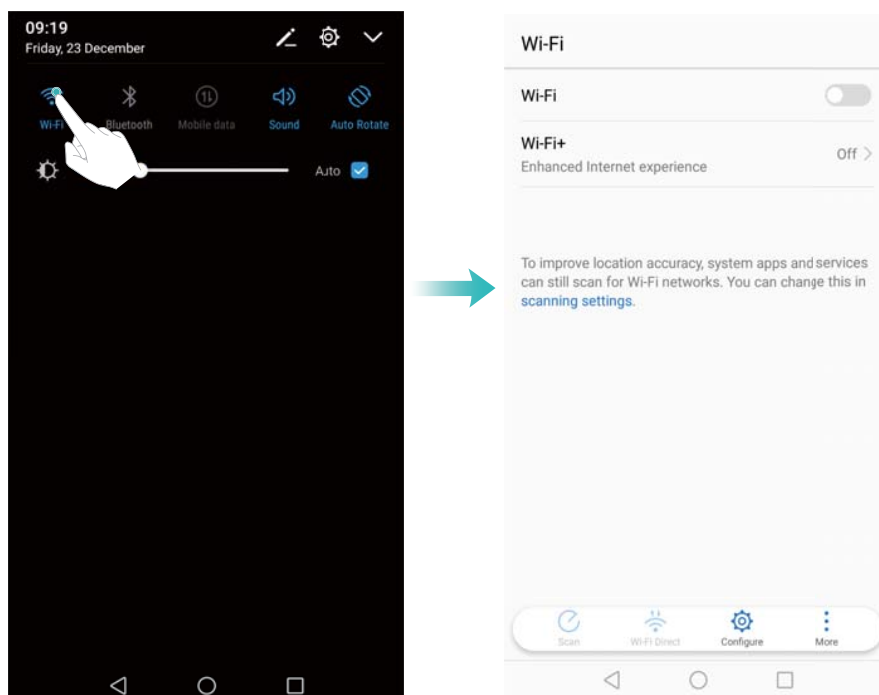 09:19
Friday, 23 December
Wi-Fi
Bluetooth
Mobile data
Sound
Auto Rotate
Auto
Wi-Fi
Wi-Fi
Wi-Fi+
Enhanced Internet experience
Off
To improve location accuracy, system apps and services
can still scan for Wi-Fi networks. You can change this in
scanning settings.
Scan
Wi-Fi Direct
Configure
More